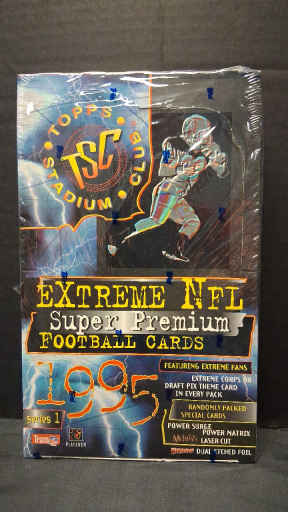 TOPPS
STADIUM
CLUB
TSC
EXTREME NFL
Super Premium
FOOTBALL CARDS
1995
Series 1
FEATURING EXTREME FANS
EXTREME CORPS OR
DRAFT PIX THEME CARD
IN EVERY PACK
RANDOMLY PACKED
SPECIAL CARDS
POWER SURGE
POWER MATRIX
LASER CUT
DUAL ETCHED FOIL
PLAYERS